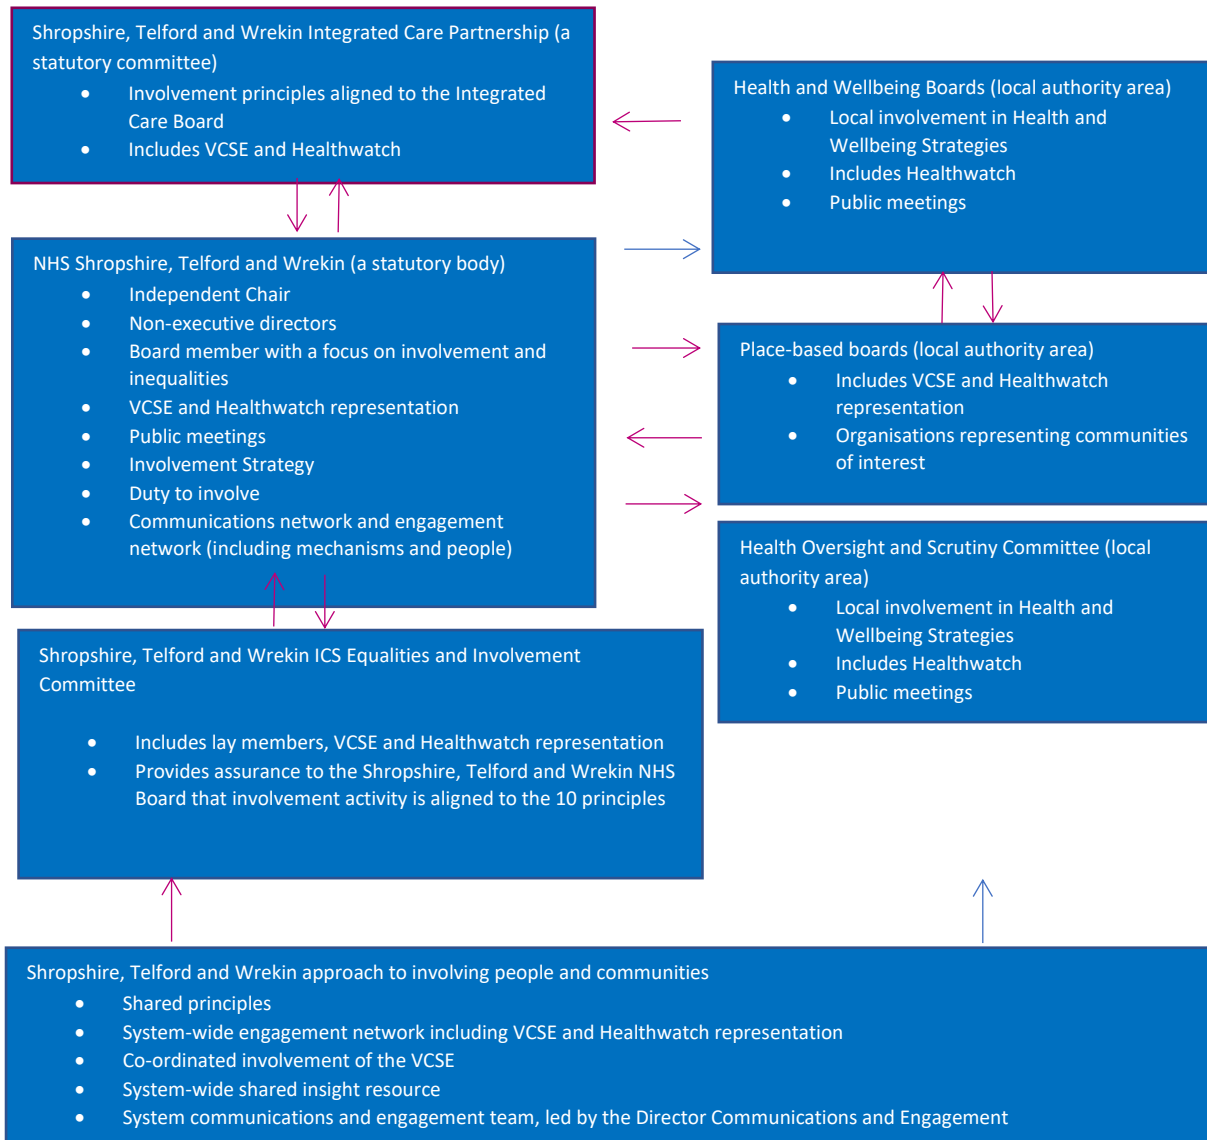 Shropshire, Telford and Wrekin Integrated Care Partnership (a
statutory committee)
• Involvement principles aligned to the Integrated
Care Board
• Includes VCSE and Healthwatch
Health and Wellbeing Boards (local authority area)
• Local involvement in Health and
Wellbeing Strategies
• Includes Healthwatch
• Public meetings
NHS Shropshire, Telford and Wrekin (a statutory body)
• Independent Chair
• Non-executive directors
• Board member with a focus on involvement and
inequalities
• VCSE and Healthwatch representation
• Public meetings
• Involvement Strategy
• Duty to involve
• Communications network and engagement
network (including mechanisms and people)
Place-based boards (local authority area)
• Includes VCSE and Healthwatch
representation
• Organisations representing communities
of interest
Health Oversight and Scrutiny Committee (local
authority area)
• Local involvement in Health and
Wellbeing Strategies
• Includes Healthwatch
• Public meetings
Shropshire, Telford and Wrekin ICS Equalities and Involvement
Committee
• Includes lay members, VCSE and Healthwatch representation
• Provides assurance to the Shropshire, Telford and Wrekin NHS
Board that involvement activity is aligned to the 10 principles
Shropshire, Telford and Wrekin approach to involving people and communities
• Shared principles
• System-wide engagement network including VCSE and Healthwatch representation
• Co-ordinated involvement of the VCSE
• System-wide shared insight resource
• System communications and engagement team, led by the Director Communications and Engagement